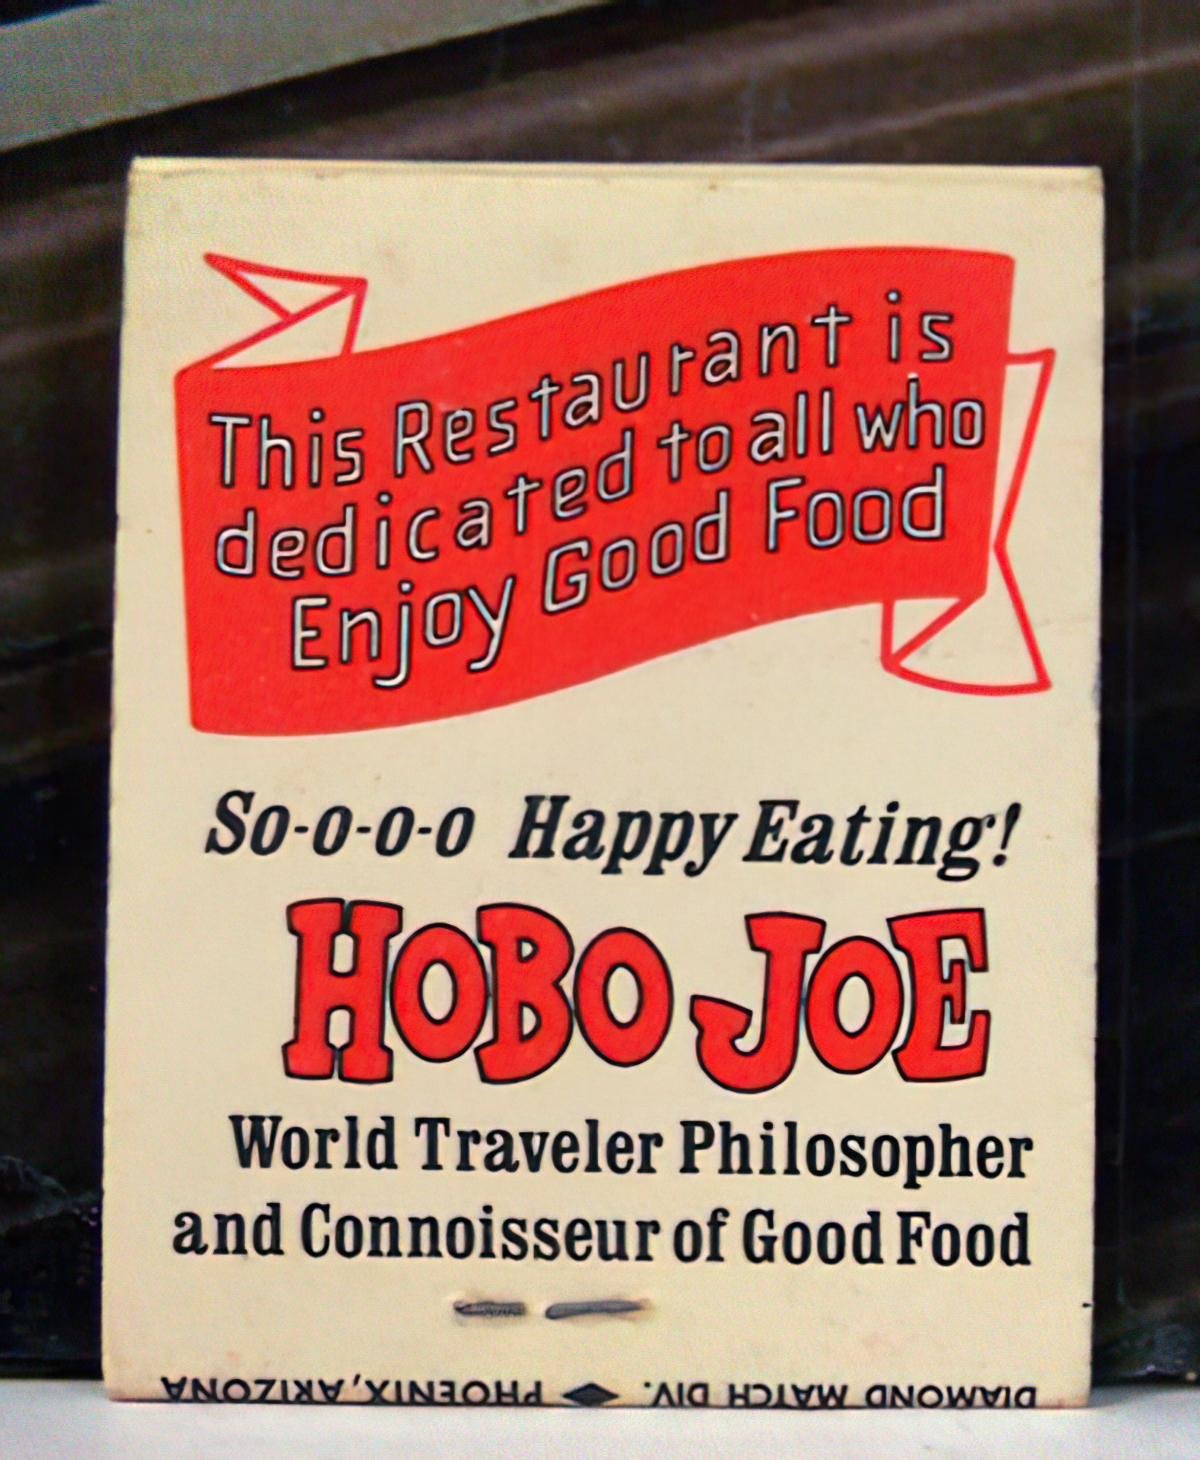 This Restaurant is
dedicated to all who
Enjoy Good Food
So-o-o-o Happy Eating!
HOBO JOE
World Traveler Philosopher
and Connoisseur of Good Food
DIAMOND MATCH DIV. ◆ PHOENIX, ARIZONA